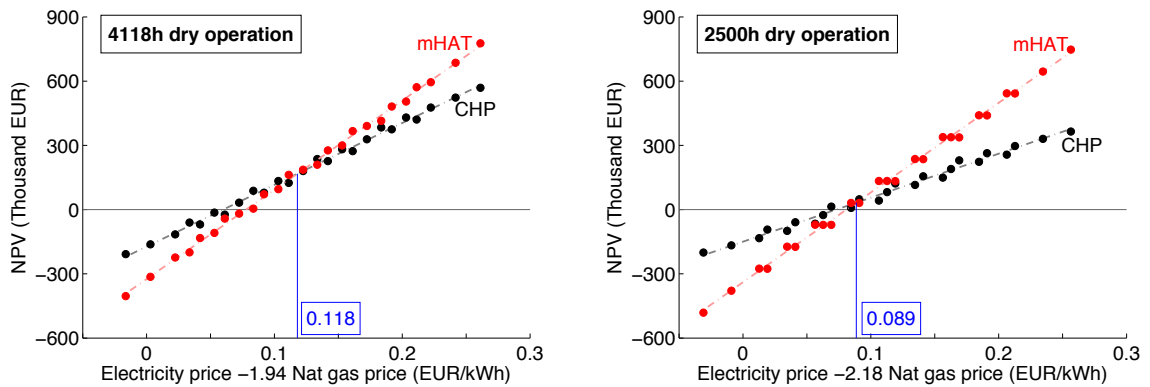 900
600
300
0
−300
−600
NPV (Thousand EUR)
4118h dry operation
mHAT
CHP
0.118
0
0.1
0.2
0.3
Electricity price −1.94 Nat gas price (EUR/kWh)
900
600
300
0
−300
−600
NPV (Thousand EUR)
2500h dry operation
mHAT
CHP
0.089
0
0.1
0.2
0.3
Electricity price −2.18 Nat gas price (EUR/kWh)